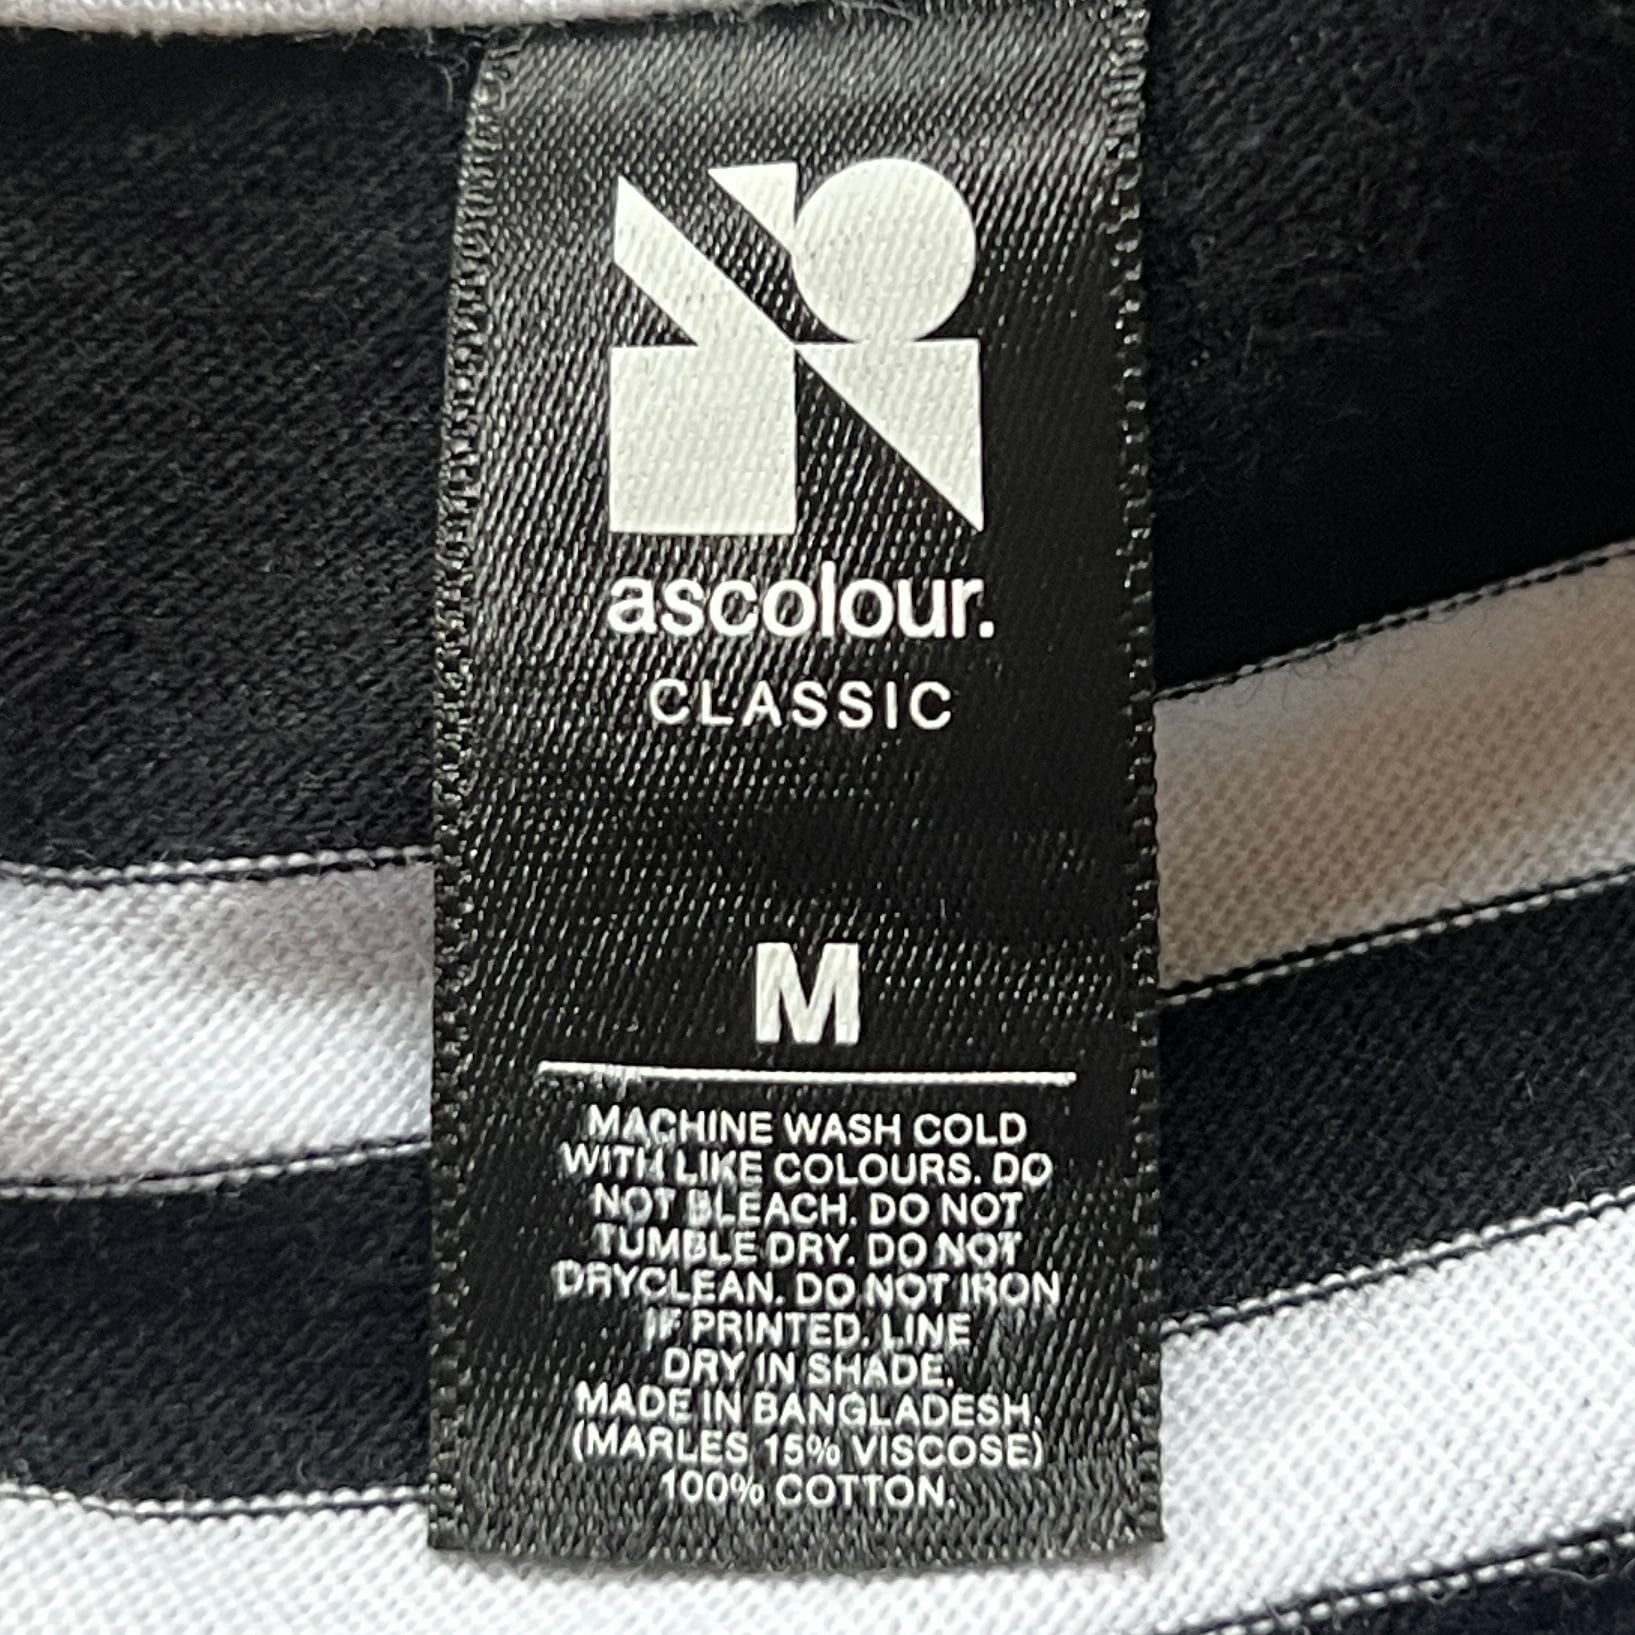 ascolour.
CLASSIC
M
MACHINE WASH COLD
WITH LIKE COLOURS. DO
NOT BLEACH. DO NOT
TUMBLE DRY. DO NOT
DRYCLEAN. DO NOT IRON
IF PRINTED. LINE
DRY IN SHADE.
MADE IN BANGLADESH.
(MARLES 15% VISCOSE)
100% COTTON.